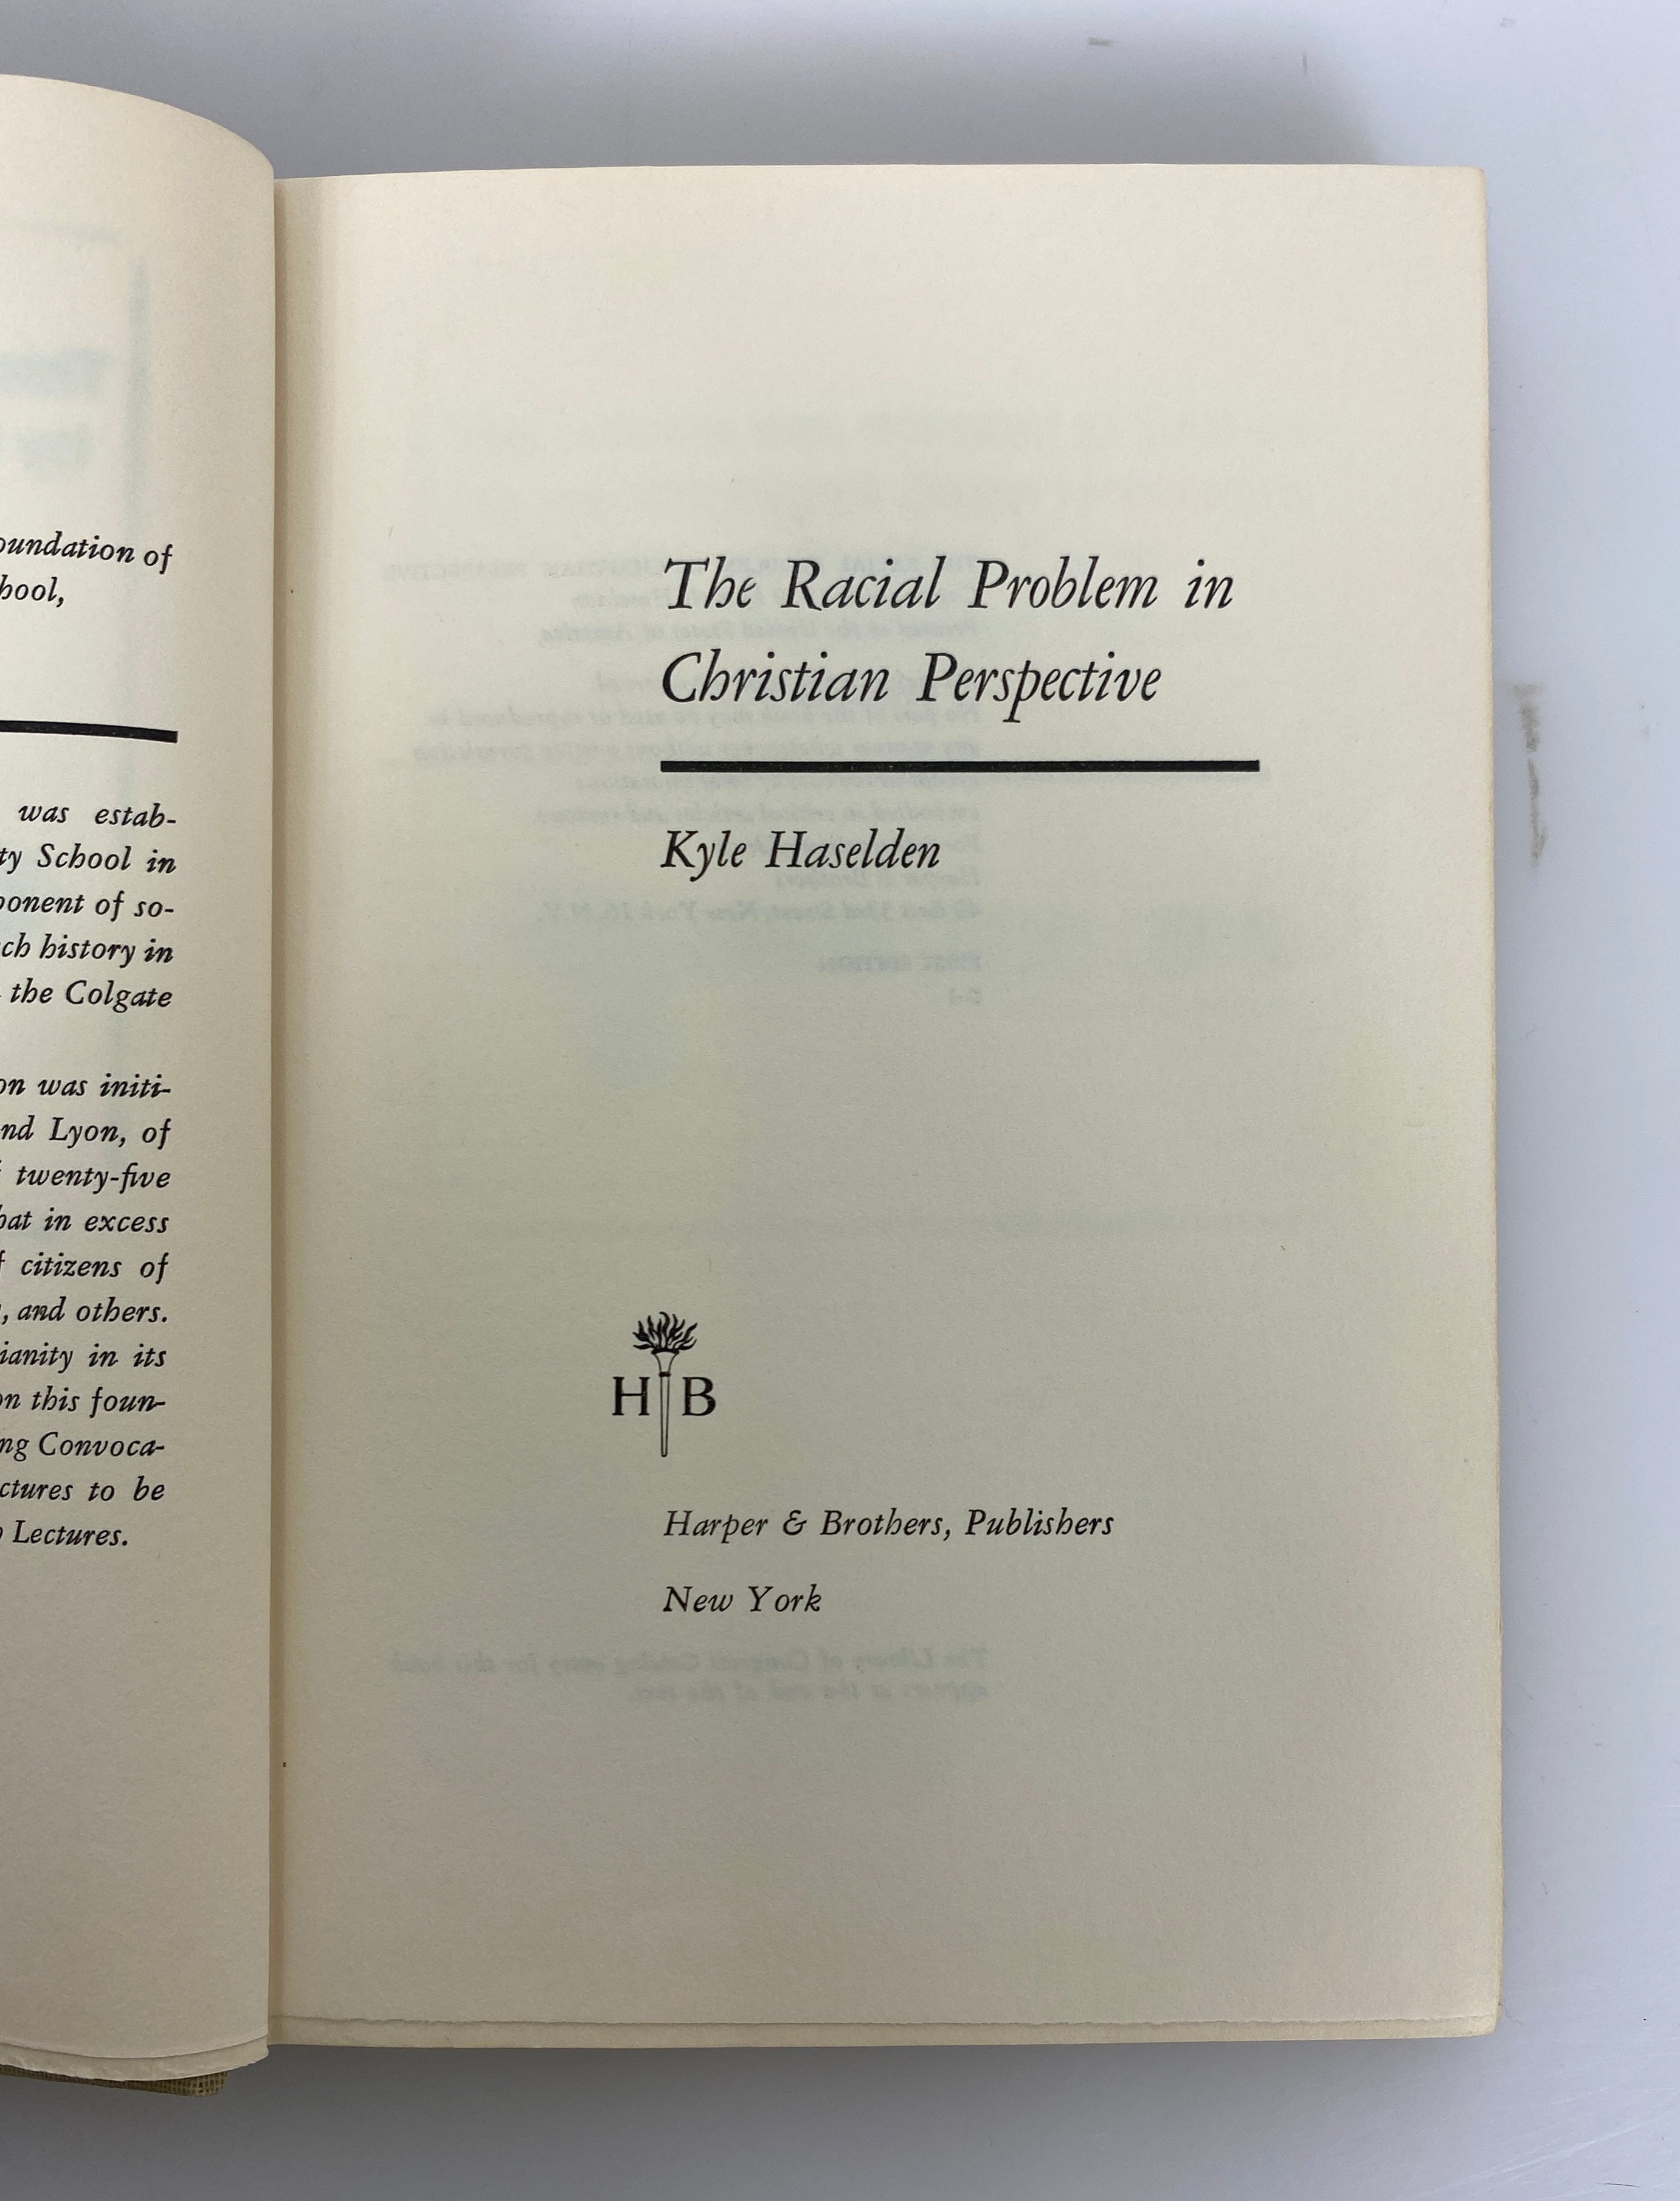 oundation of
hool,
was estab-
ty School in
ponent of so-
ch history in
the Colgate
on was initi-
nd Lyon, of
twenty-five
hat in excess
f citizens of
, and others.
ianity in its
on this foun-
ng Convoca-
ctures to be
Lectures.
The Racial Problem in
Christian Perspective
Kyle Haselden
H B
Harper & Brothers, Publishers
New York